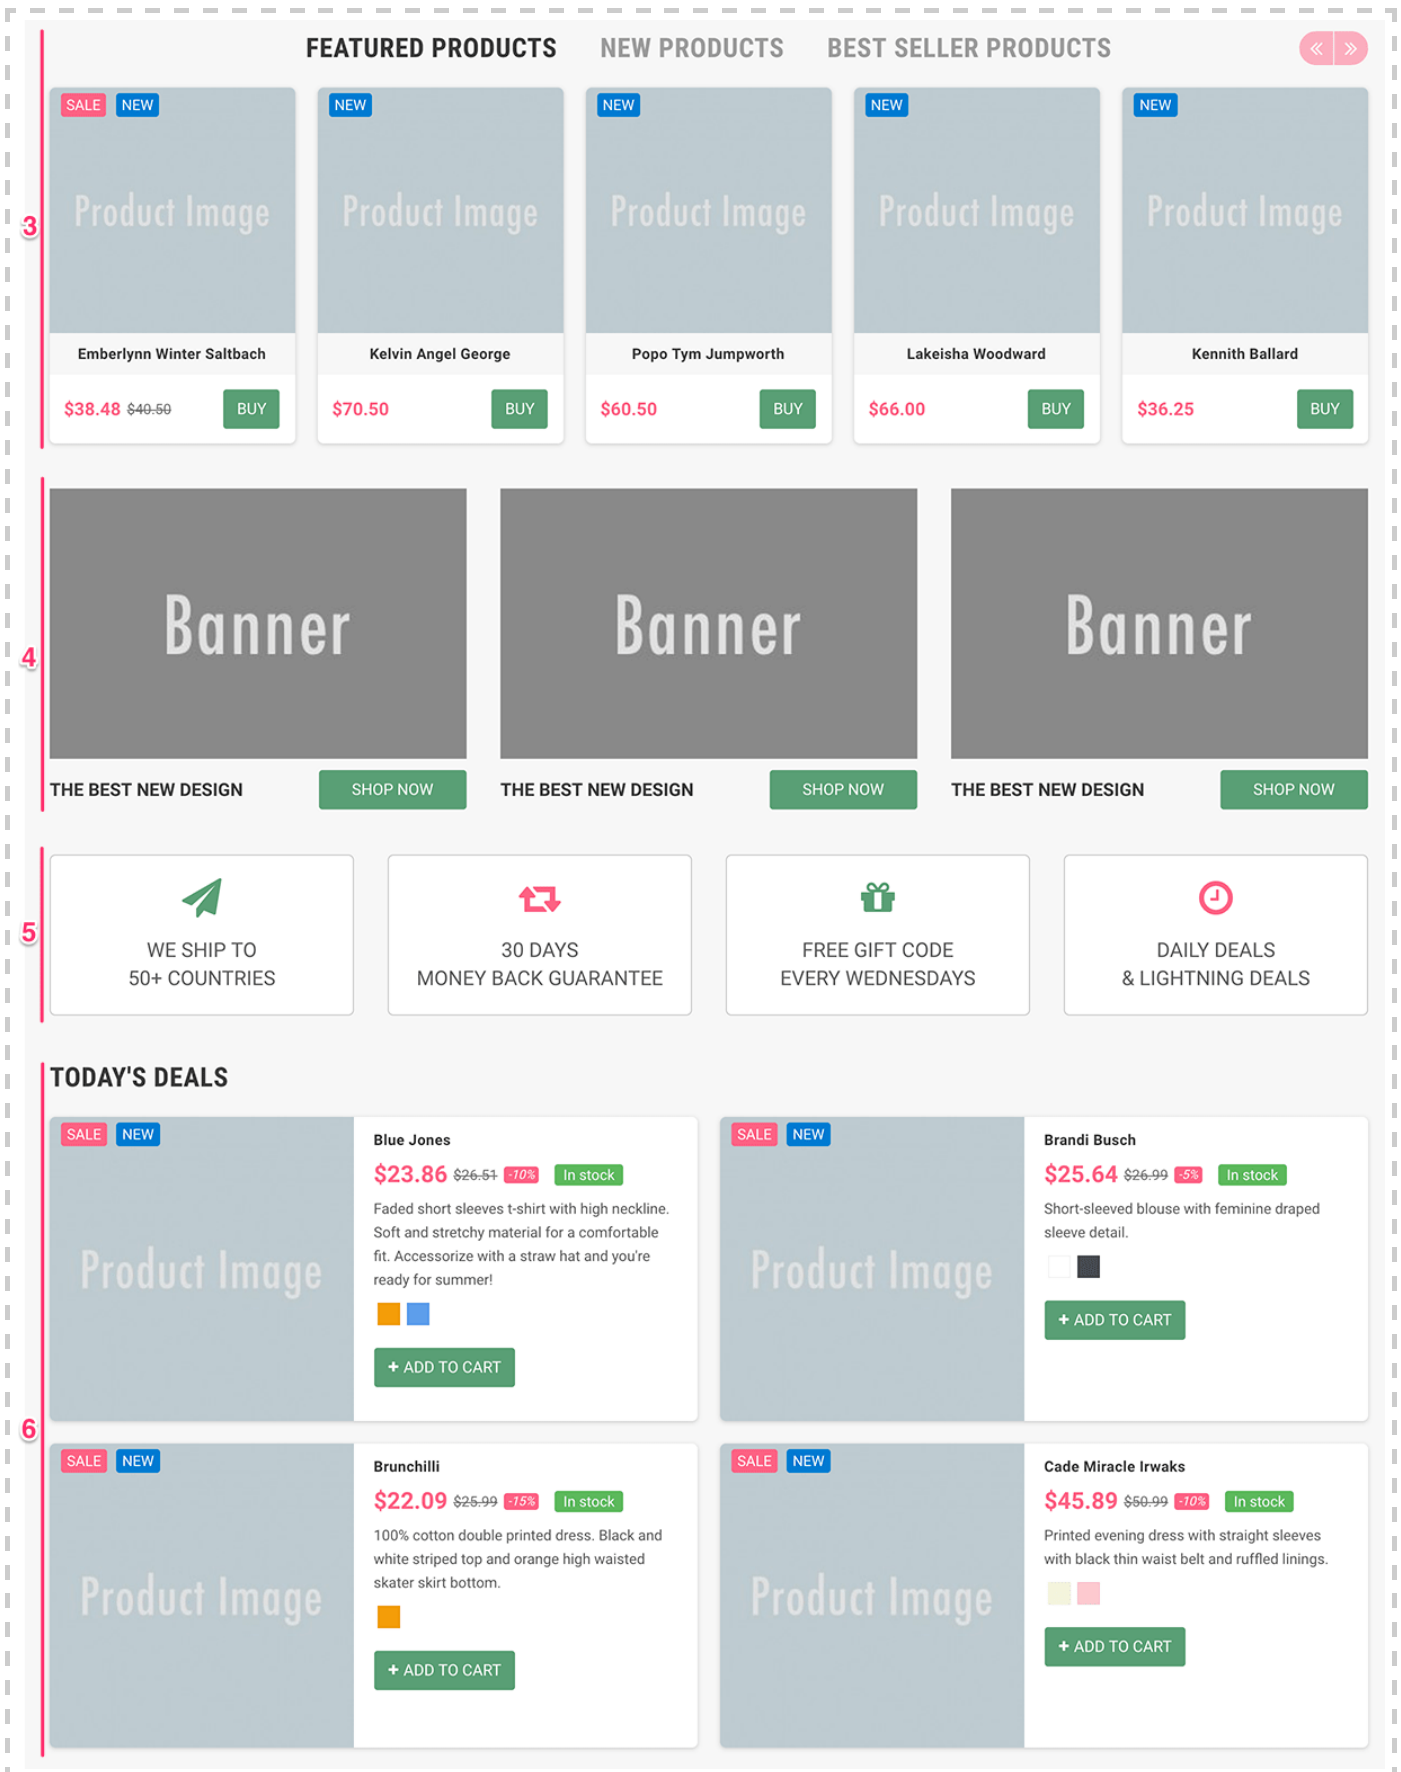 FEATURED PRODUCTS NEW PRODUCTS BEST SELLER PRODUCTS
SALE NEW NEW NEW NEW NEW
Product Image Product Image Product Image Product Image Product Image
3
Emberlynn Winter Saltbach Kelvin Angel George Popo Tym Jumpworth Lakeisha Woodward Kennith Ballard
$38.48 $40.50 BUY $70.50 BUY $60.50 BUY $66.00 BUY $36.25 BUY
Banner Banner Banner
4
THE BEST NEW DESIGN SHOP NOW THE BEST NEW DESIGN SHOP NOW THE BEST NEW DESIGN SHOP NOW
5
WE SHIP TO
50+ COUNTRIES
30 DAYS
MONEY BACK GUARANTEE
FREE GIFT CODE
EVERY WEDNESDAYS
DAILY DEALS
& LIGHTNING DEALS
TODAY'S DEALS
SALE NEW
Product Image
Blue Jones
$23.86 $26.51 -10% In stock
Faded short sleeves t-shirt with high neckline.
Soft and stretchy material for a comfortable
fit. Accessorize with a straw hat and you're
ready for summer!
+ ADD TO CART
SALE NEW
Product Image
Brandi Busch
$25.64 $26.99 -5% In stock
Short-sleeved blouse with feminine draped
sleeve detail.
+ ADD TO CART
6
SALE NEW
Product Image
Brunchilli
$22.09 $25.99 -15% In stock
100% cotton double printed dress. Black and
white striped top and orange high waisted
skater skirt bottom.
+ ADD TO CART
SALE NEW
Product Image
Cade Miracle Irwaks
$45.89 $50.99 -10% In stock
Printed evening dress with straight sleeves
with black thin waist belt and ruffled linings.
+ ADD TO CART